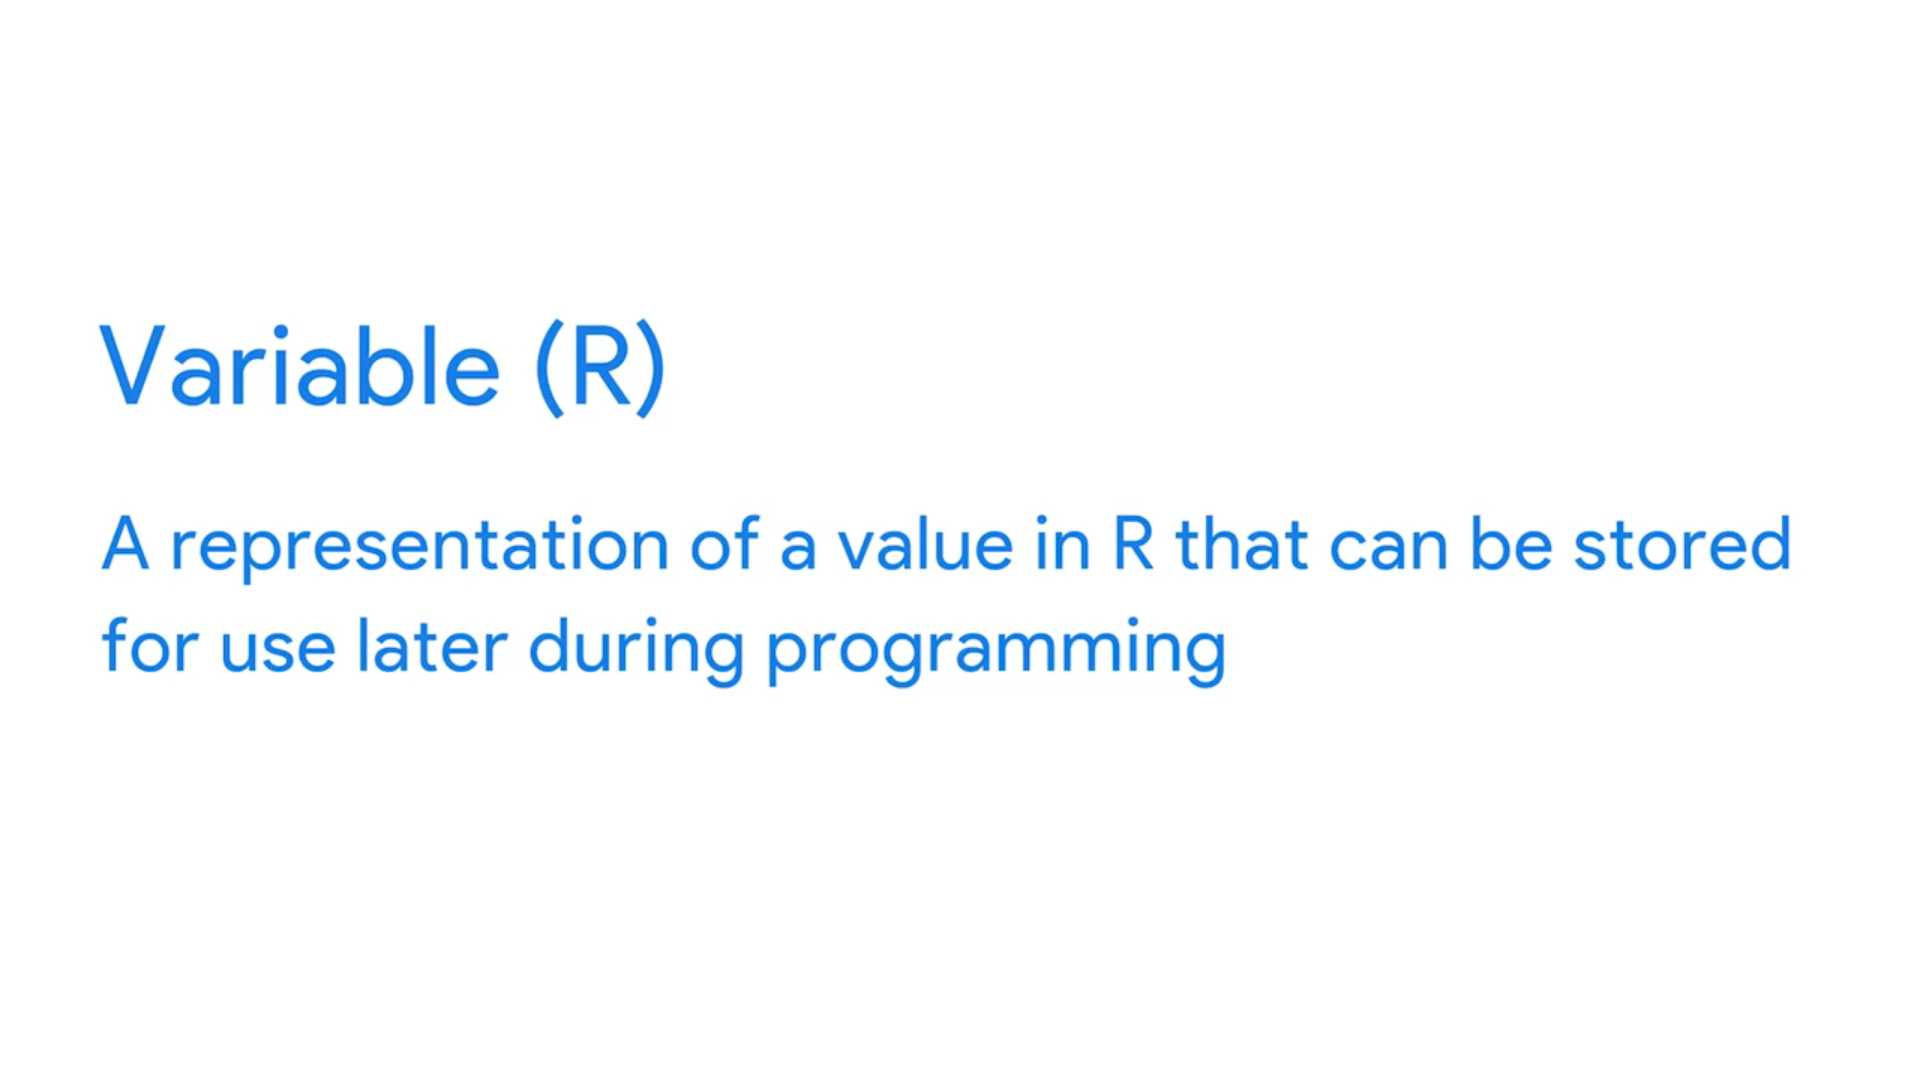 Variable (R)
A representation of a value in R that can be stored
for use later during programming